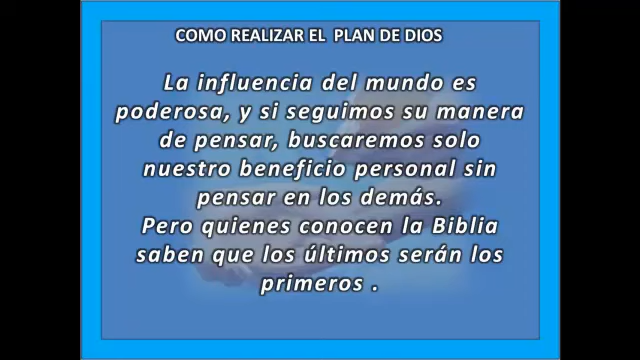 COMO REALIZAR EL PLAN DE DIOS
La influencia del mundo es
poderosa, y si seguimos su manera
de pensar, buscaremos solo
nuestro beneficio personal sin
pensar en los demás.
Pero quienes conocen la Biblia
saben que los últimos serán los
primeros .